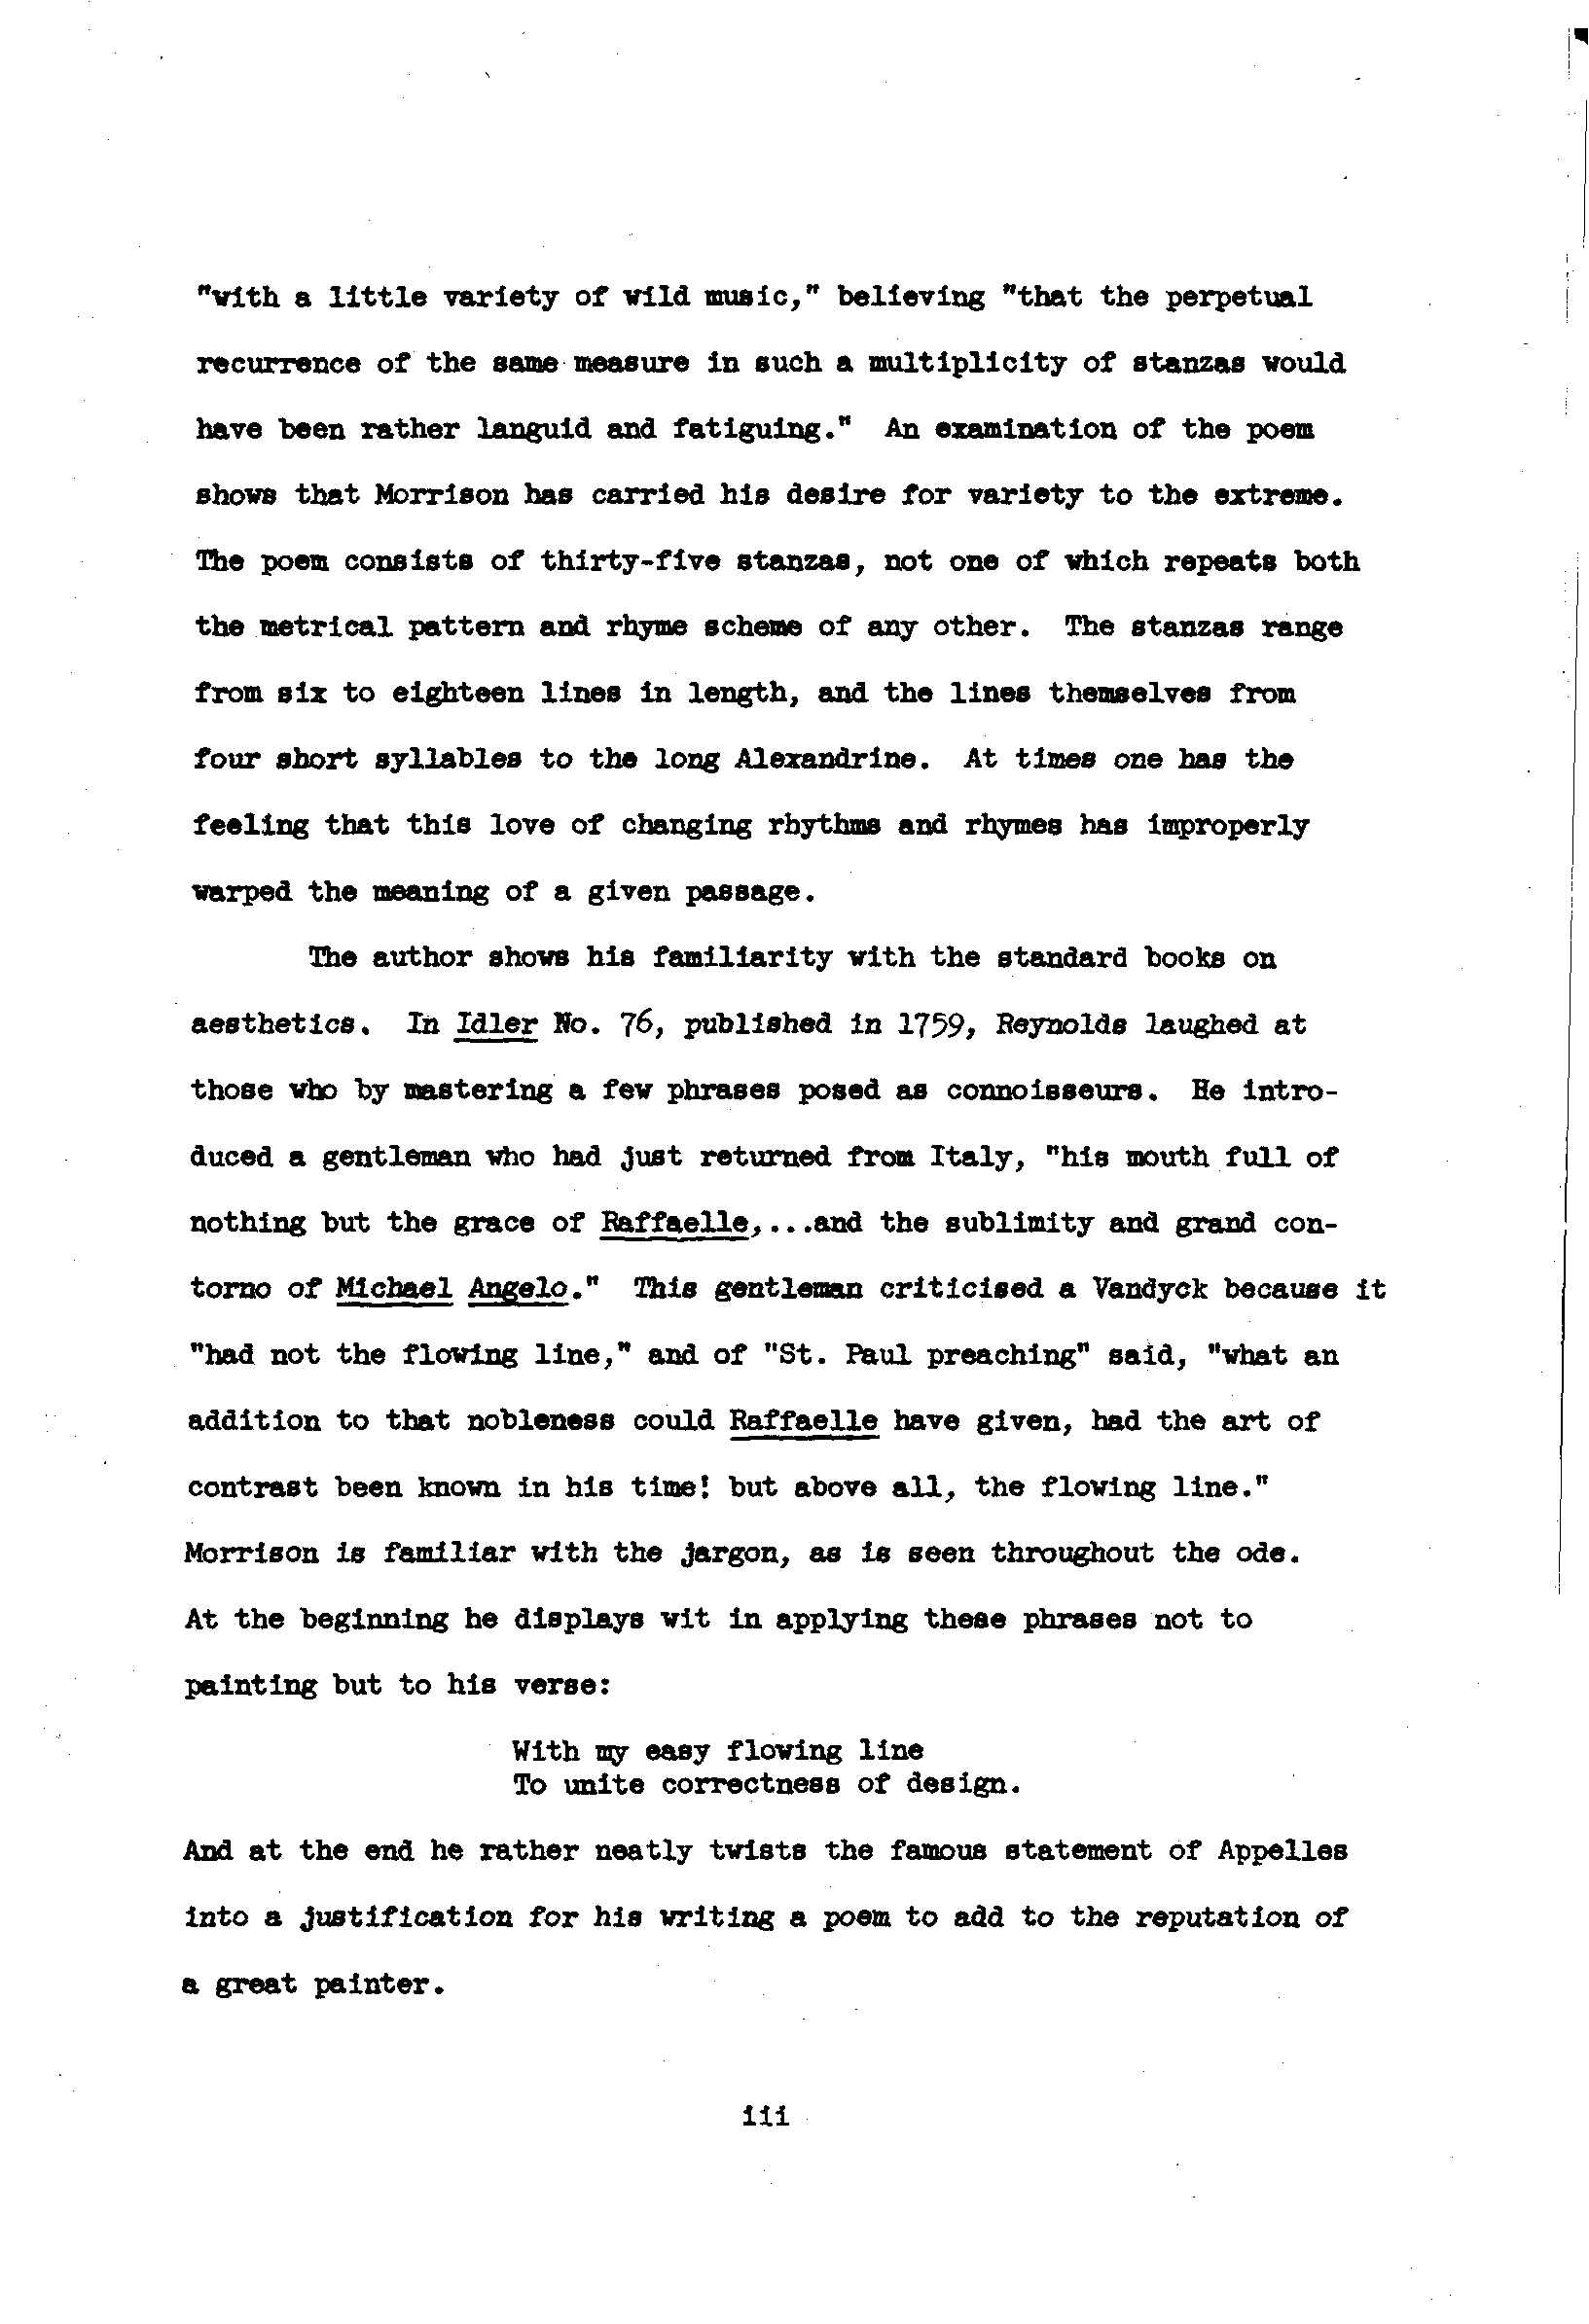 "with a little variety of wild music," believing "that the perpetual
recurrence of the same measure in such a multiplicity of stanzas would
have been rather languid and fatiguing."  An examination of the poem
shows that Morrison has carried his desire for variety to the extreme.
The poem consists of thirty-five stanzas, not one of which repeats both
the metrical pattern and rhyme scheme of any other.  The stanzas range
from six to eighteen lines in length, and the lines themselves from
four short syllables to the long Alexandrine.  At times one has the
feeling that this love of changing rhythms and rhymes has improperly
warped the meaning of a given passage.
The author shows his familiarity with the standard books on
aesthetics.  In Idler No. 76, published in 1759, Reynolds laughed at
those who by mastering a few phrases posed as connoisseurs.  He intro-
duced a gentleman who had just returned from Italy, "his mouth full of
nothing but the grace of Raffaelle,...and the sublimity and grand con-
torno of Michael Angelo."  This gentleman criticised a Vandyck because it
"had not the flowing line," and of "St. Paul preaching" said, "what an
addition to that nobleness could Raffaelle have given, had the art of
contrast been known in his time! but above all, the flowing line."
Morrison is familiar with the jargon, as is seen throughout the ode.
At the beginning he displays wit in applying these phrases not to
painting but to his verse:
With my easy flowing line
To unite correctness of design.
And at the end he rather neatly twists the famous statement of Appelles
into a justification for his writing a poem to add to the reputation of
a great painter.
iii